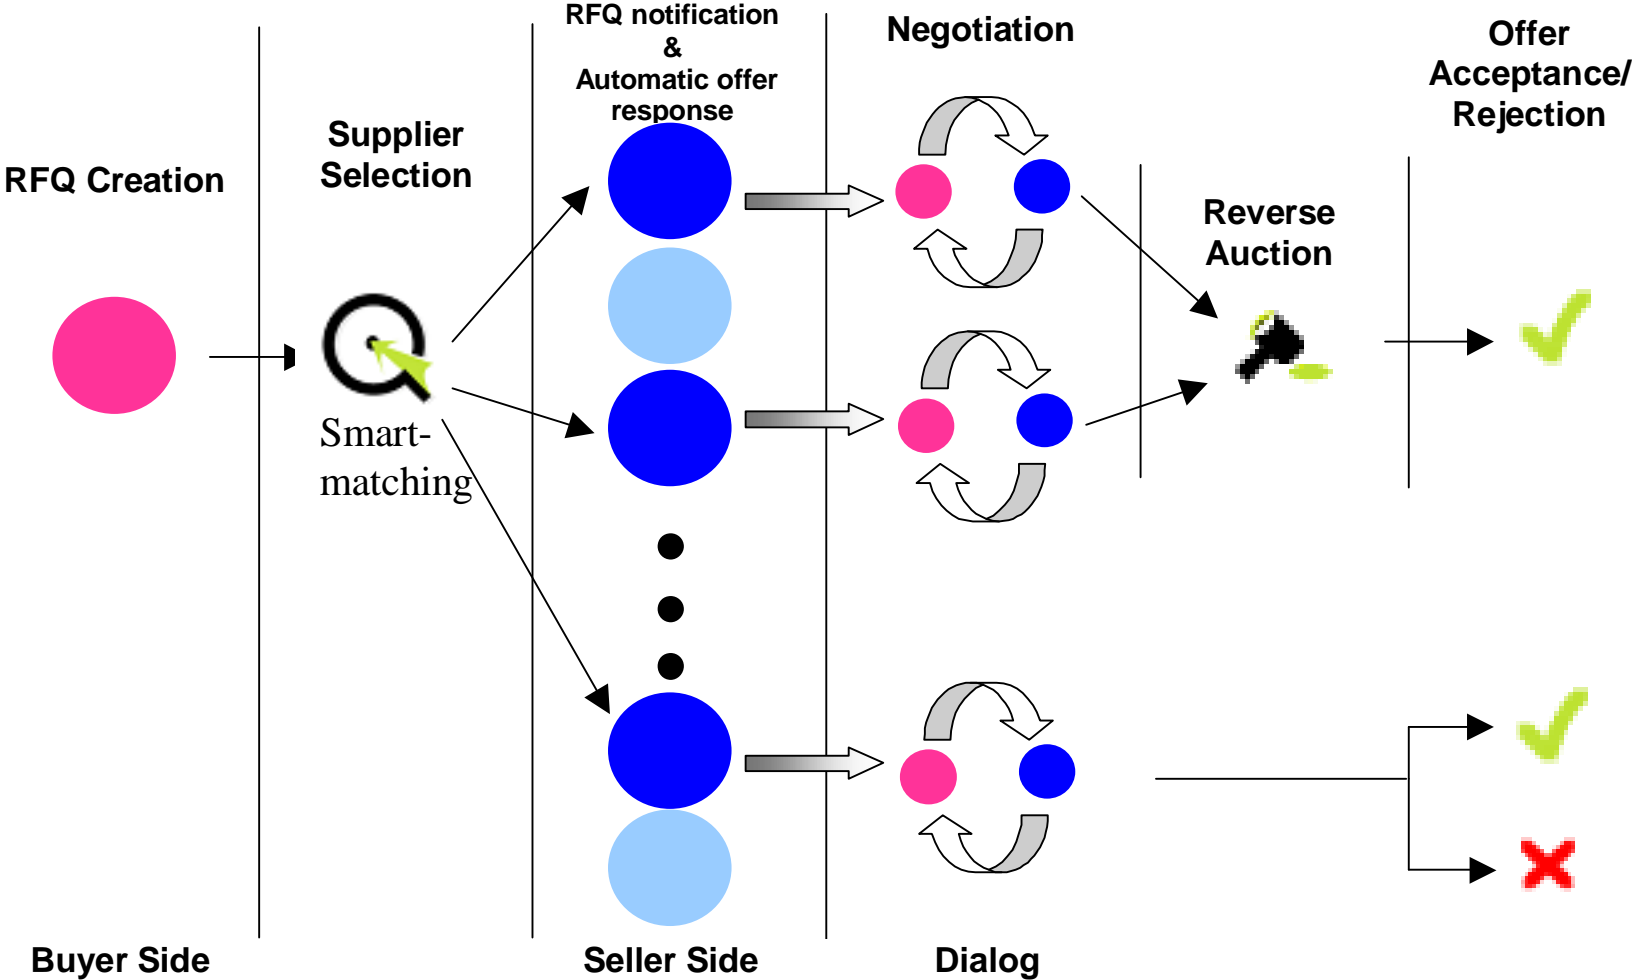 RFQ Creation
Supplier
Selection
Smart-
matching
RFQ notification
&
Automatic offer
response
Negotiation
Reverse
Auction
Offer
Acceptance/
Rejection
Buyer Side
Seller Side
Dialog